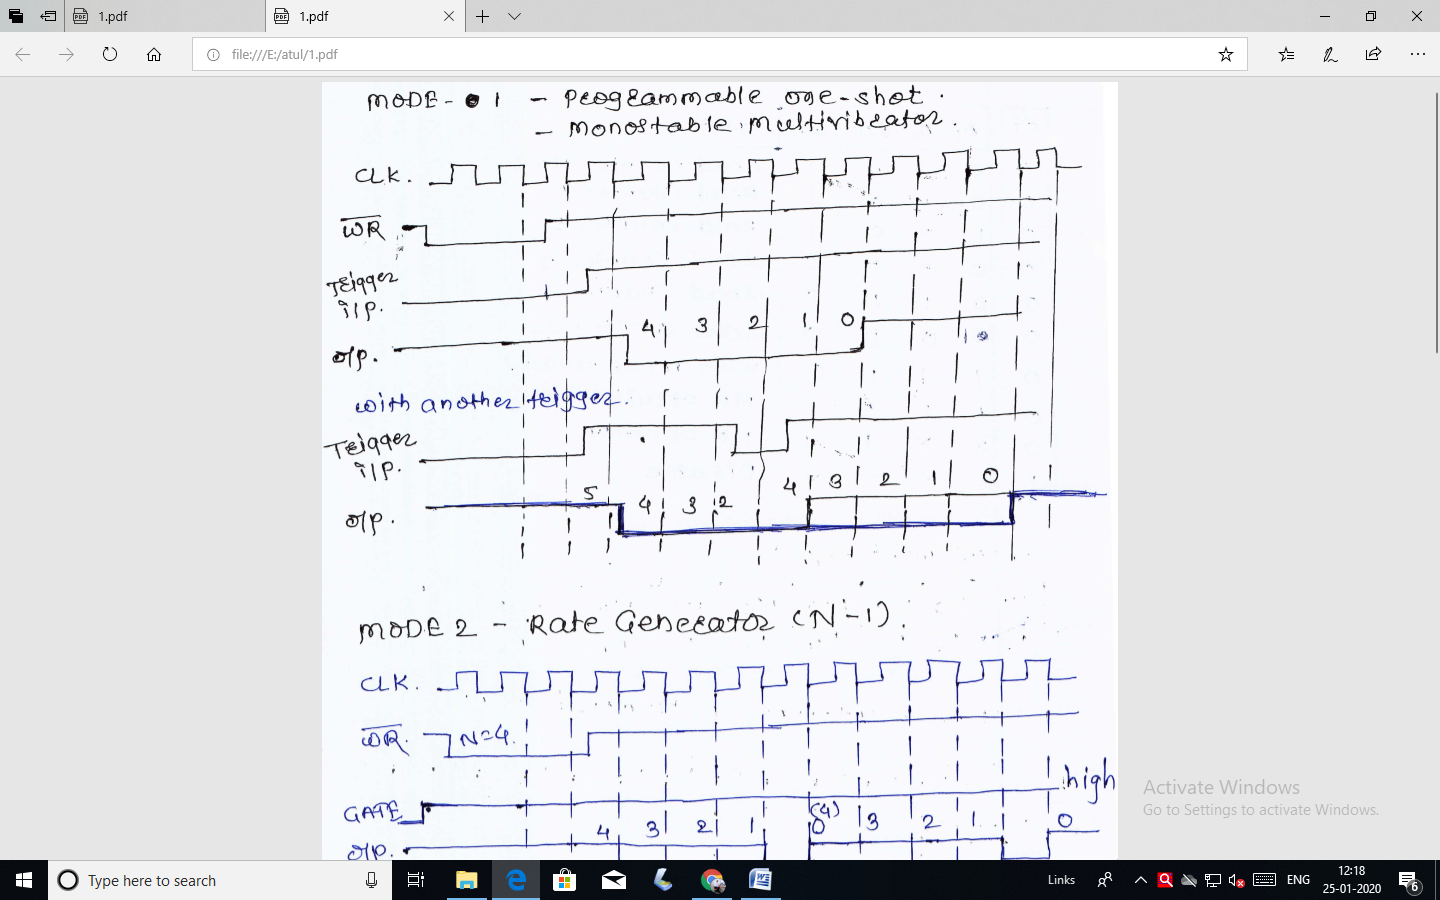 1.pdf
1.pdf
file:///E:/atul/1.pdf
MODE- 1 - Programmable one-shot.
- Monostable Multivibrator.
CLK.
WR
Trigger
i/p.
4 3 2 1 0
o/p.
with another trigger.
Trigger
i/p.
5 4 3 2 4 3 2 1 0
o/p.
MODE 2 - Rate Generator (N-1).
CLK.
WR. N=4.
high
GATE
(4)
4 3 2 1 0 3 2 1 0
o/p.
Activate Windows
Go to Settings to activate Windows.
Type here to search
Links
ENG
12:18
25-01-2020
6